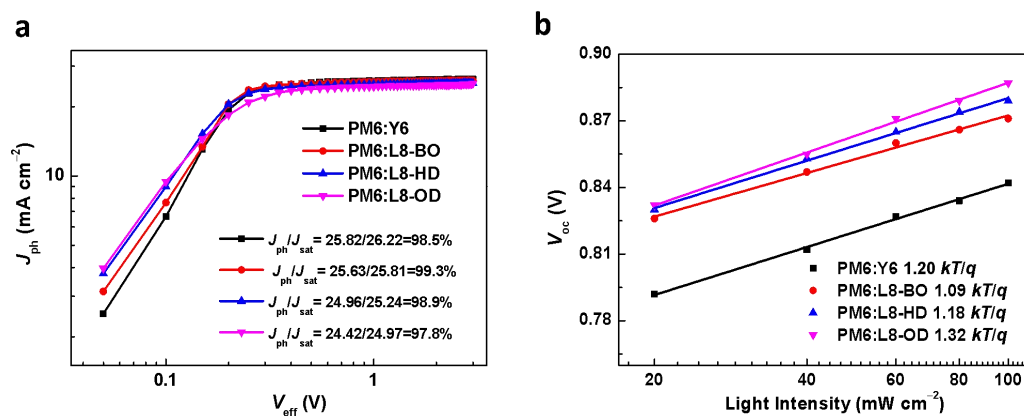 a
J_ph (mA cm⁻²)
10
PM6:Y6
PM6:L8-BO
PM6:L8-HD
PM6:L8-OD
J_ph/J_sat = 25.82/26.22=98.5%
J_ph/J_sat = 25.63/25.81=99.3%
J_ph/J_sat = 24.96/25.24=98.9%
J_ph/J_sat = 24.42/24.97=97.8%
0.1 1
V_eff (V)
b
V_oc (V)
0.90
0.87
0.84
0.81
0.78
PM6:Y6 1.20 kT/q
PM6:L8-BO 1.09 kT/q
PM6:L8-HD 1.18 kT/q
PM6:L8-OD 1.32 kT/q
20 40 60 80 100
Light Intensity (mW cm⁻²)